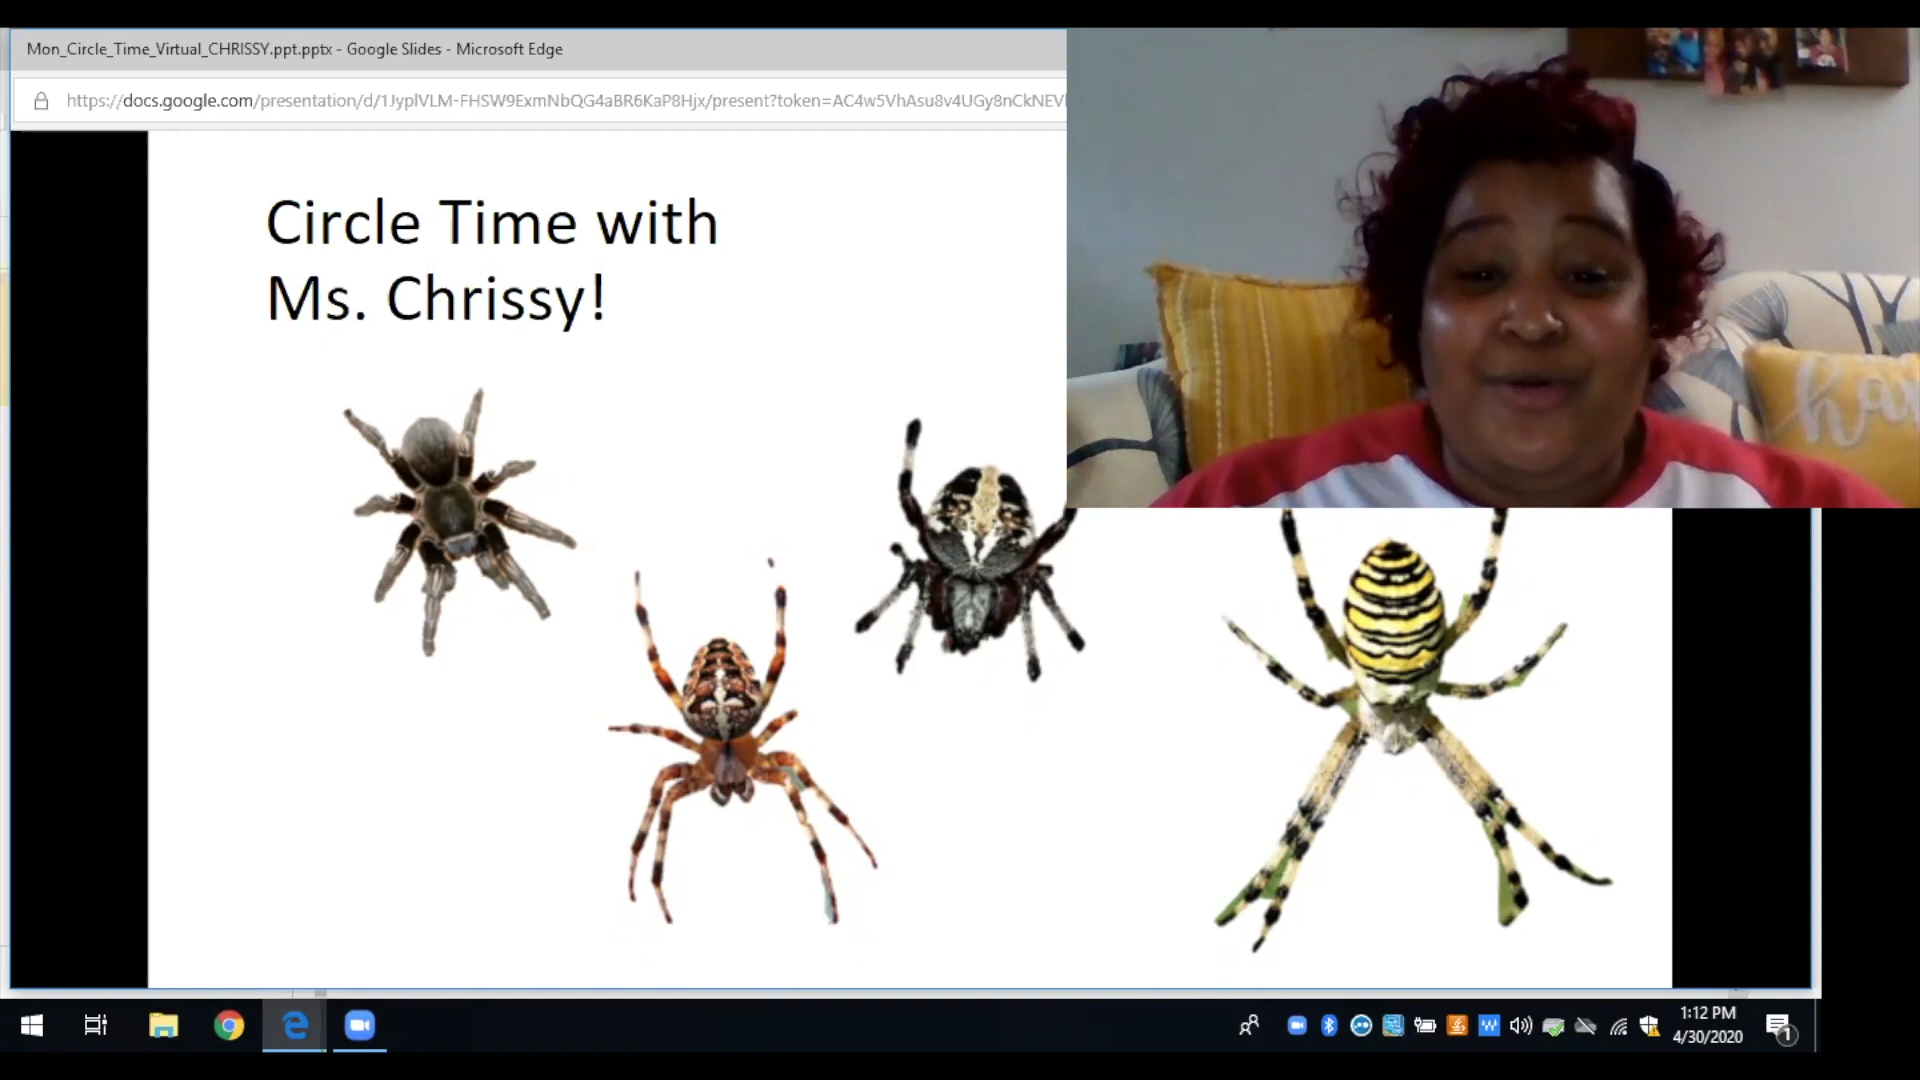 Mon_Circle_Time_Virtual_CHRISSY.ppt.pptx - Google Slides - Microsoft Edge
https://docs.google.com/presentation/d/1JyplVLM-FHSW9ExmNbQG4aBR6KaP8Hjx/present?token=AC4w5VhAsu8v4UGy8nCkNEV
Circle Time with
Ms. Chrissy!
1:12 PM
4/30/2020
1